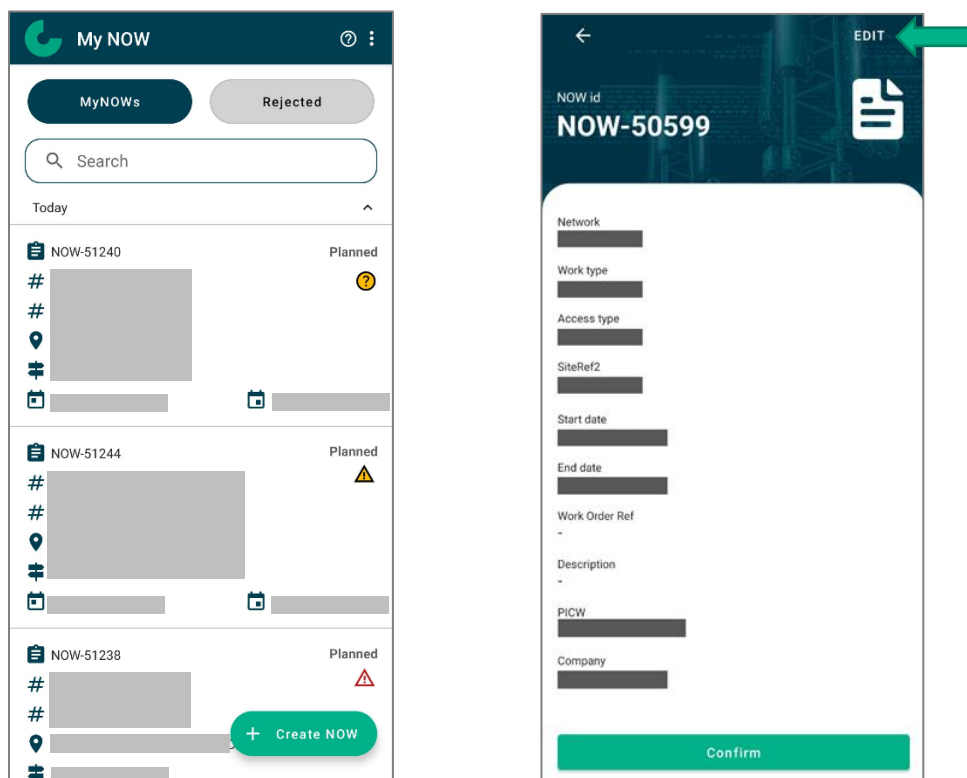 My NOW
MyNOWs
Rejected
Search
Today
NOW-51240
Planned
NOW-51244
Planned
NOW-51238
Planned
+ Create NOW
EDIT
NOW id
NOW-50599
Network
Work type
Access type
SiteRef2
Start date
End date
Work Order Ref
-
Description
-
PICW
Company
Confirm